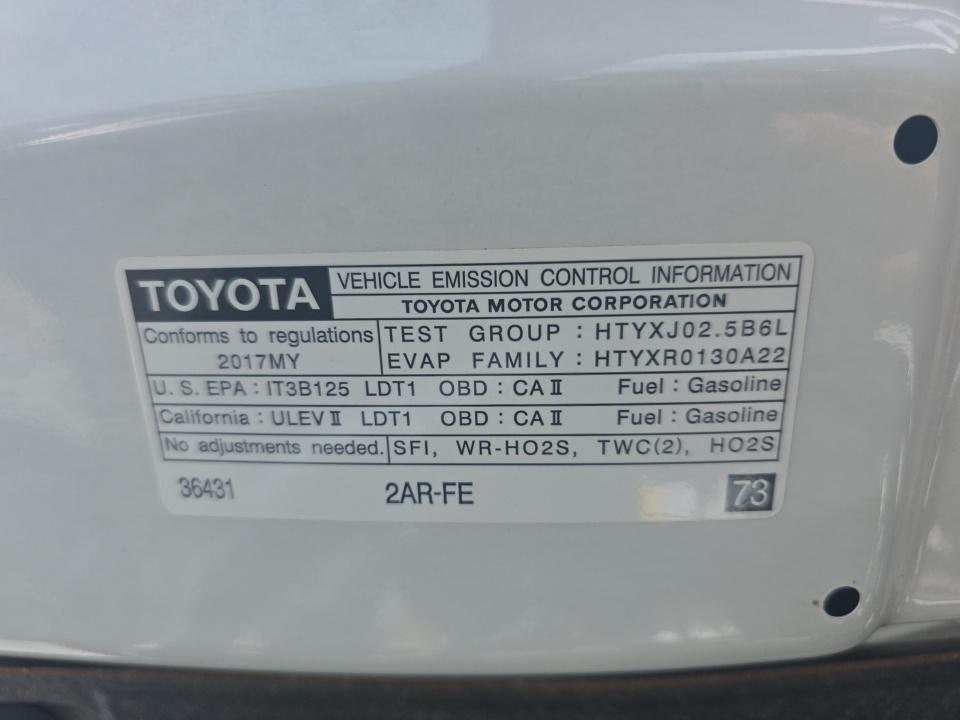 TOYOTA
VEHICLE EMISSION CONTROL INFORMATION
TOYOTA MOTOR CORPORATION
Conforms to regulations
2017MY
TEST GROUP : HTYXJ02.5B6L
EVAP FAMILY : HTYXR0130A22
U.S. EPA : IT3B125 LDT1 OBD : CA II Fuel : Gasoline
California : ULEV II LDT1 OBD : CA II Fuel : Gasoline
No adjustments needed. SFI, WR-HO2S, TWC(2), HO2S
36431 2AR-FE 73